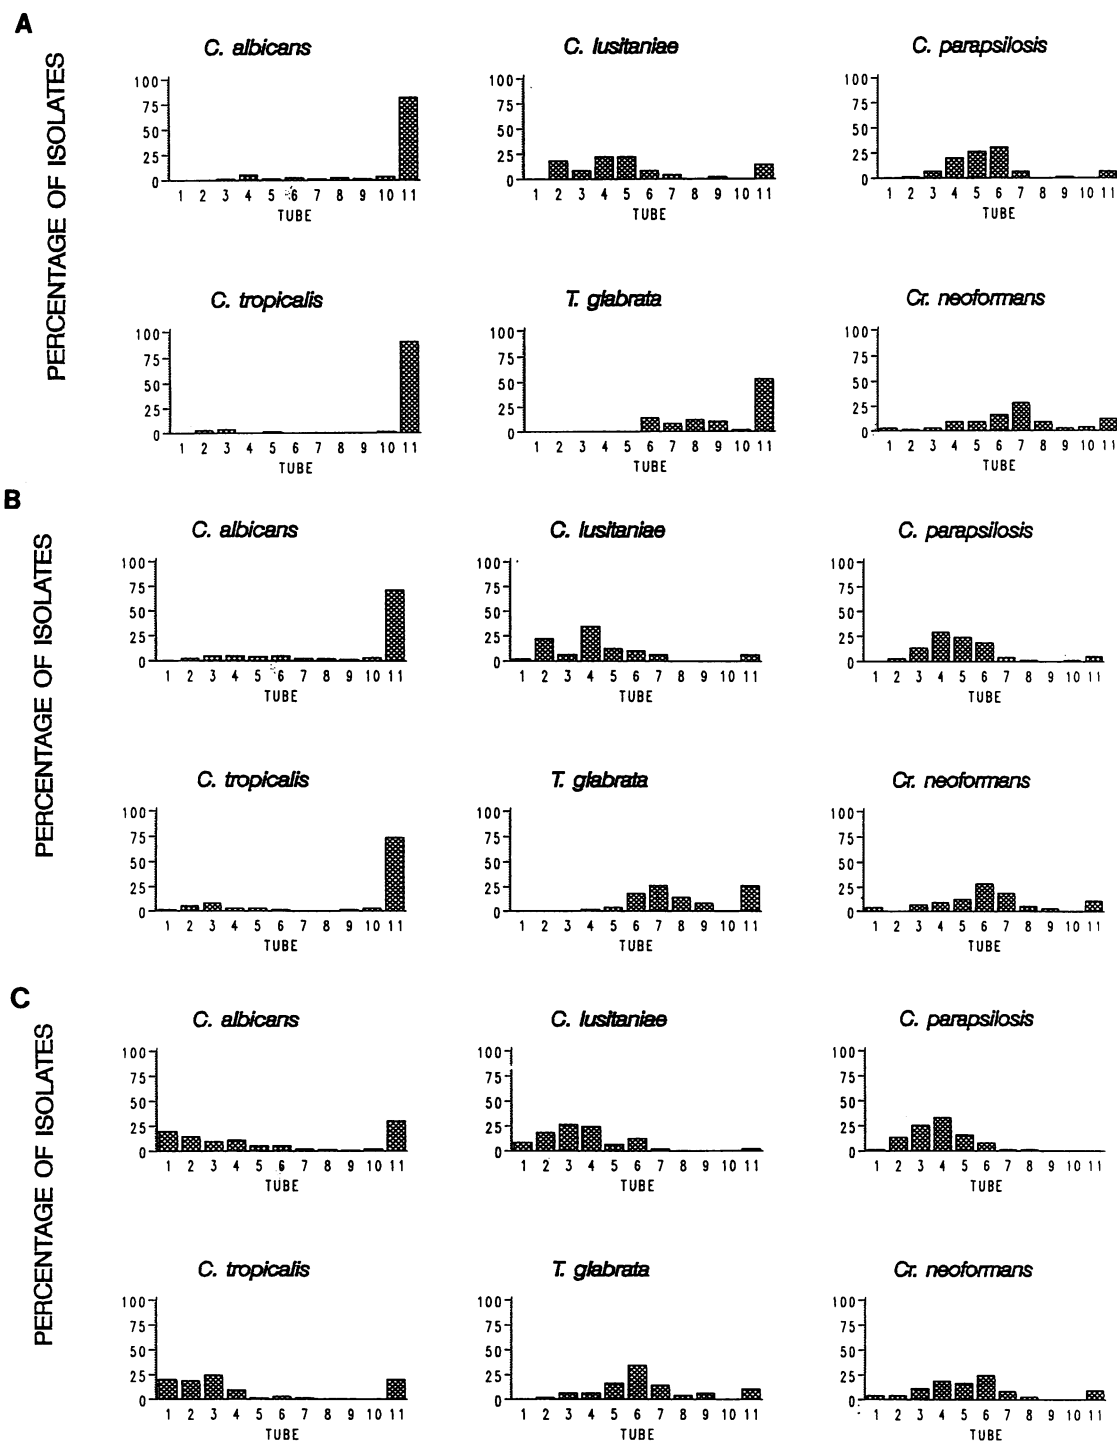 A
PERCENTAGE OF ISOLATES
C. albicans
C. lusitaniae
C. parapsilosis
100
75
50
25
0
1 2 3 4 5 6 7 8 9 10 11
TUBE
100
75
50
25
0
1 2 3 4 5 6 7 8 9 10 11
TUBE
100
75
50
25
0
1 2 3 4 5 6 7 8 9 10 11
TUBE
C. tropicalis
T. glabrata
Cr. neoformans
100
75
50
25
0
1 2 3 4 5 6 7 8 9 10 11
TUBE
100
75
50
25
0
1 2 3 4 5 6 7 8 9 10 11
TUBE
100
75
50
25
0
1 2 3 4 5 6 7 8 9 10 11
TUBE
B
PERCENTAGE OF ISOLATES
C. albicans
C. lusitaniae
C. parapsilosis
100
75
50
25
0
1 2 3 4 5 6 7 8 9 10 11
TUBE
100
75
50
25
0
1 2 3 4 5 6 7 8 9 10 11
TUBE
100
75
50
25
0
1 2 3 4 5 6 7 8 9 10 11
TUBE
C. tropicalis
T. glabrata
Cr. neoformans
100
75
50
25
0
1 2 3 4 5 6 7 8 9 10 11
TUBE
100
75
50
25
0
1 2 3 4 5 6 7 8 9 10 11
TUBE
100
75
50
25
0
1 2 3 4 5 6 7 8 9 10 11
TUBE
C
PERCENTAGE OF ISOLATES
C. albicans
C. lusitaniae
C. parapsilosis
100
75
50
25
0
1 2 3 4 5 6 7 8 9 10 11
TUBE
100
75
50
25
0
1 2 3 4 5 6 7 8 9 10 11
TUBE
100
75
50
25
0
1 2 3 4 5 6 7 8 9 10 11
TUBE
C. tropicalis
T. glabrata
Cr. neoformans
100
75
50
25
0
1 2 3 4 5 6 7 8 9 10 11
TUBE
100
75
50
25
0
1 2 3 4 5 6 7 8 9 10 11
TUBE
100
75
50
25
0
1 2 3 4 5 6 7 8 9 10 11
TUBE